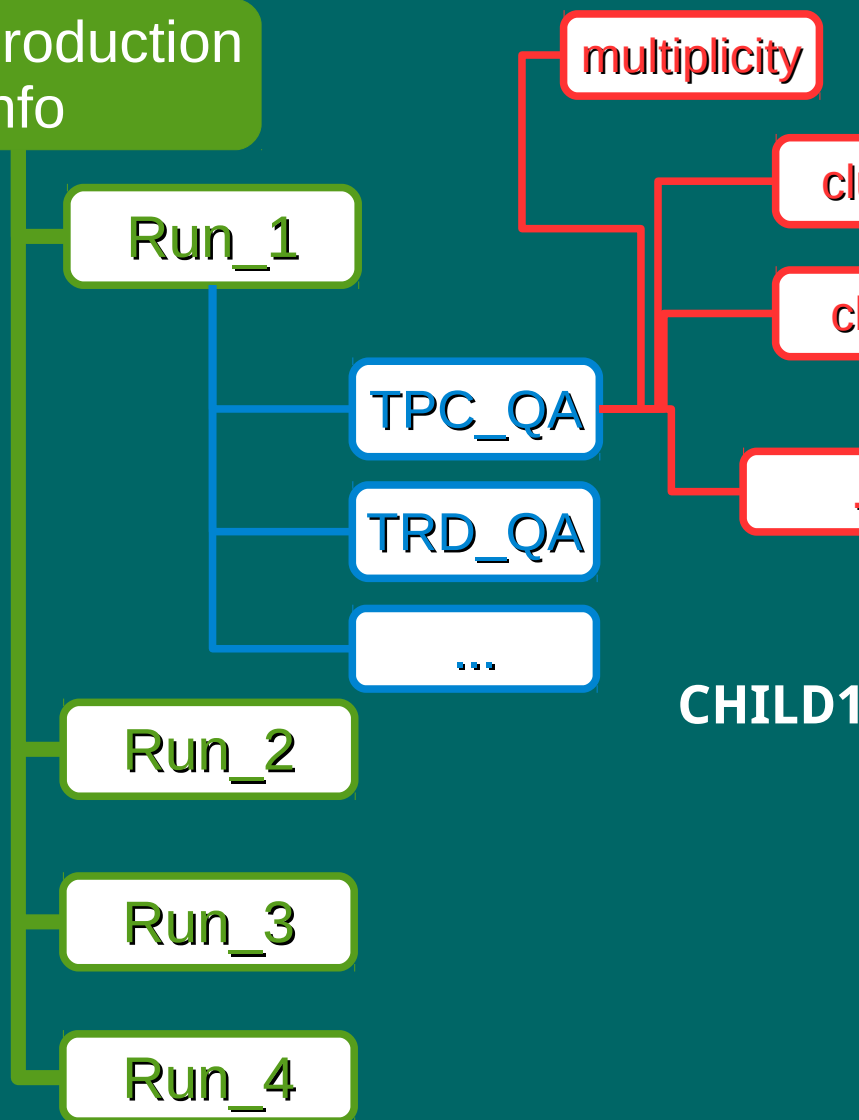 roduction
nfo
multiplicity
Run_1
TPC_QA
TRD_QA
...
CHILD1
Run_2
Run_3
Run_4